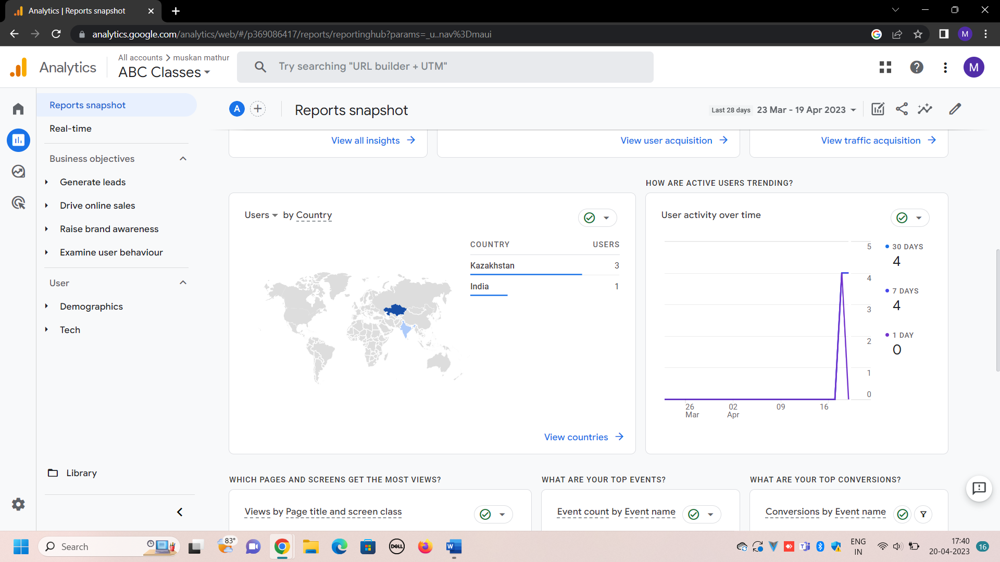 Analytics | Reports snapshot
analytics.google.com/analytics/web/#/p369086417/reports/reportinghub?params=_u..nav%3Dmaui
M
Analytics
All accounts > muskan mathur
ABC Classes
Try searching "URL builder + UTM"
M
Reports snapshot
Real-time
Business objectives
Generate leads
Drive online sales
Raise brand awareness
Examine user behaviour
User
Demographics
Tech
Library
A
Reports snapshot
Last 28 days 23 Mar - 19 Apr 2023
View all insights
View user acquisition
View traffic acquisition
Users by Country
COUNTRY USERS
Kazakhstan 3
India 1
View countries
HOW ARE ACTIVE USERS TRENDING?
User activity over time
5
4
3
2
1
0
26 Mar
02 Apr
09
16
30 DAYS
4
7 DAYS
4
1 DAY
0
WHICH PAGES AND SCREENS GET THE MOST VIEWS?
Views by Page title and screen class
WHAT ARE YOUR TOP EVENTS?
Event count by Event name
WHAT ARE YOUR TOP CONVERSIONS?
Conversions by Event name
Search
83°
DELL
W
ENG
IN
17:40
20-04-2023
16